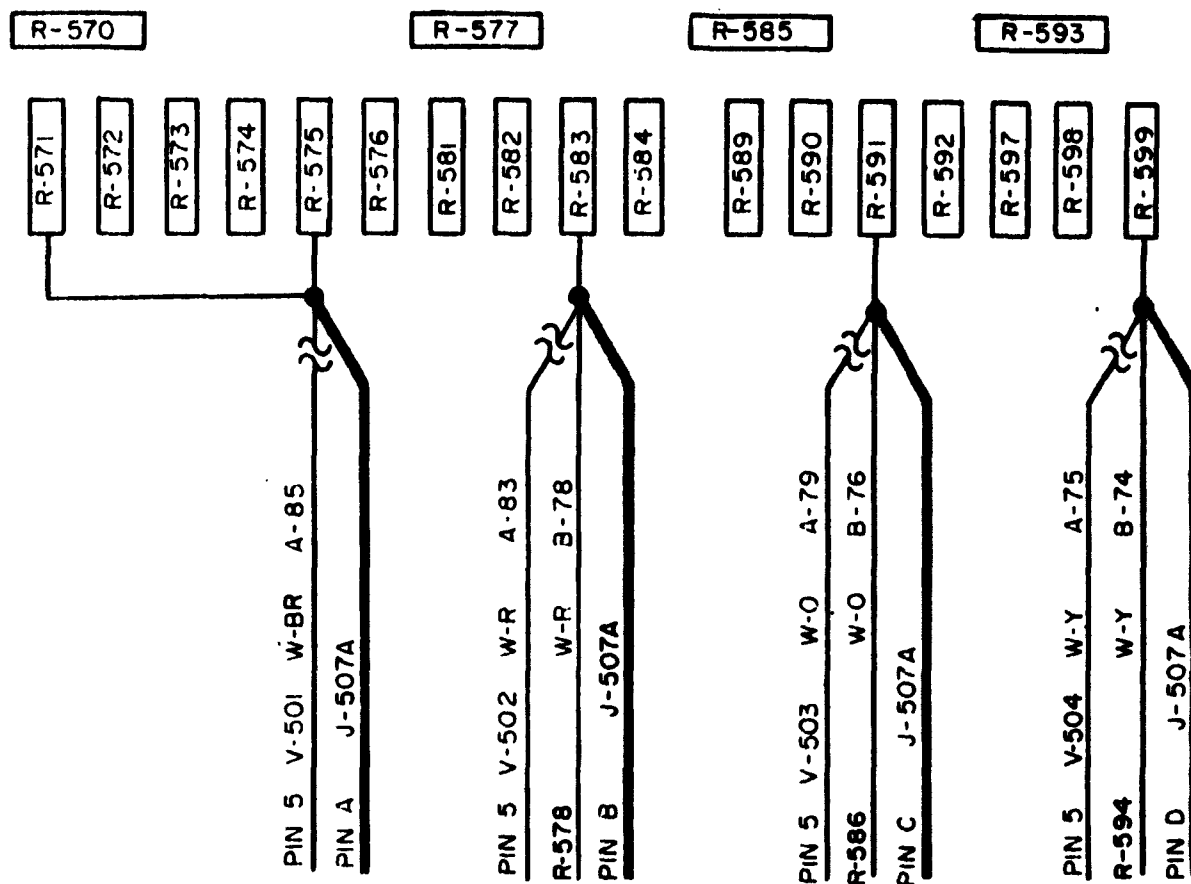 R-570
R-577
R-585
R-593
R-571
R-572
R-573
R-574
R-575
R-576
R-581
R-582
R-583
R-584
R-589
R-590
R-591
R-592
R-597
R-598
R-599
PIN 5 V-501 W-BR A-85
PIN A J-507A
PIN 5 V-502 W-R A-83
R-578 W-R B-78
PIN B J-507A
PIN 5 V-503 W-O A-79
R-586 W-O B-76
PIN C J-507A
PIN 5 V-504 W-Y A-75
R-594 W-Y B-74
PIN D J-507A